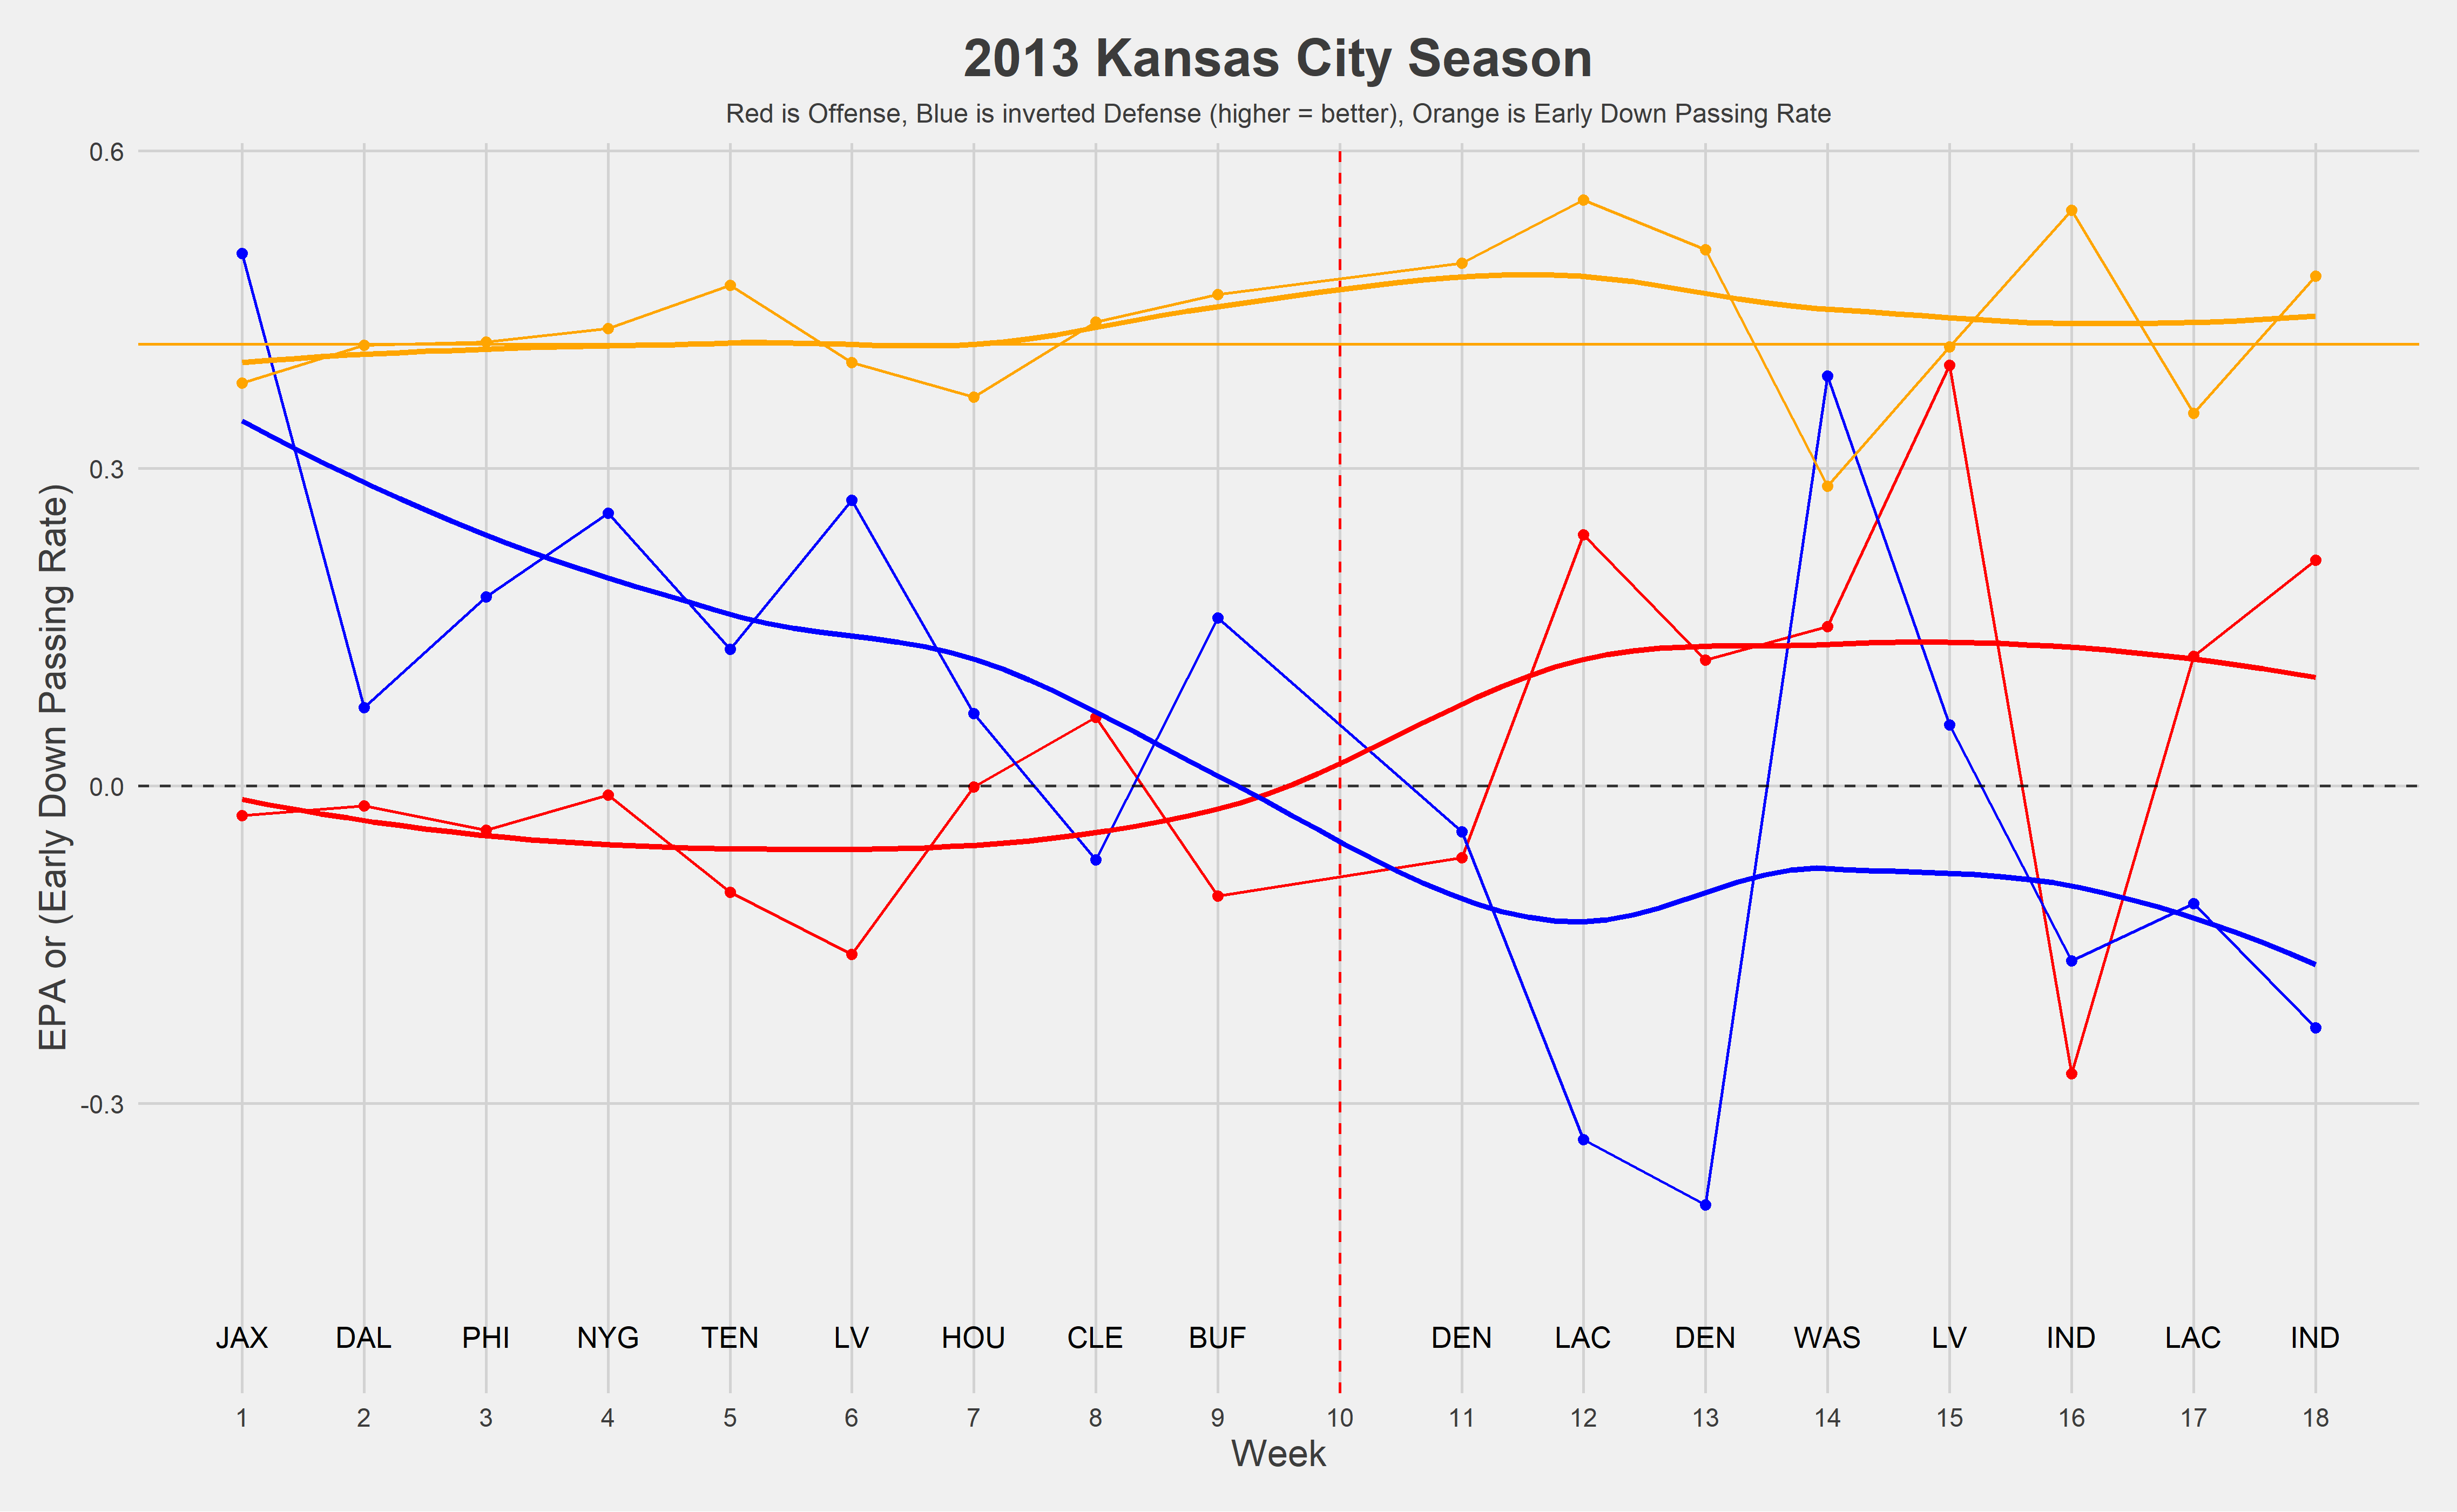 2013 Kansas City Season
Red is Offense, Blue is inverted Defense (higher = better), Orange is Early Down Passing Rate
EPA or (Early Down Passing Rate)
0.6
0.3
0.0
-0.3
JAX DAL PHI NYG TEN LV HOU CLE BUF DEN LAC DEN WAS LV IND LAC IND
1 2 3 4 5 6 7 8 9 10 11 12 13 14 15 16 17 18
Week